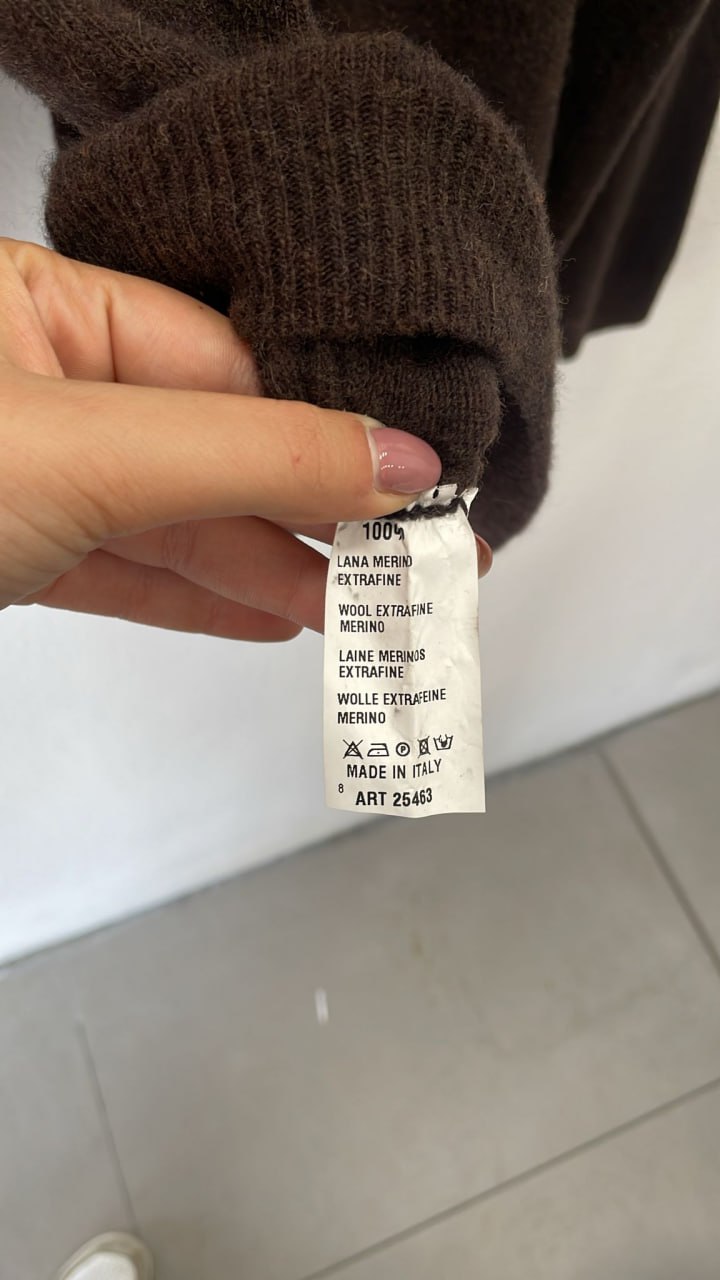 100%
LANA MERINO
EXTRAFINE
WOOL EXTRAFINE
MERINO
LAINE MERINOS
EXTRAFINE
WOLLE EXTRAFEINE
MERINO
MADE IN ITALY
8
ART 25463